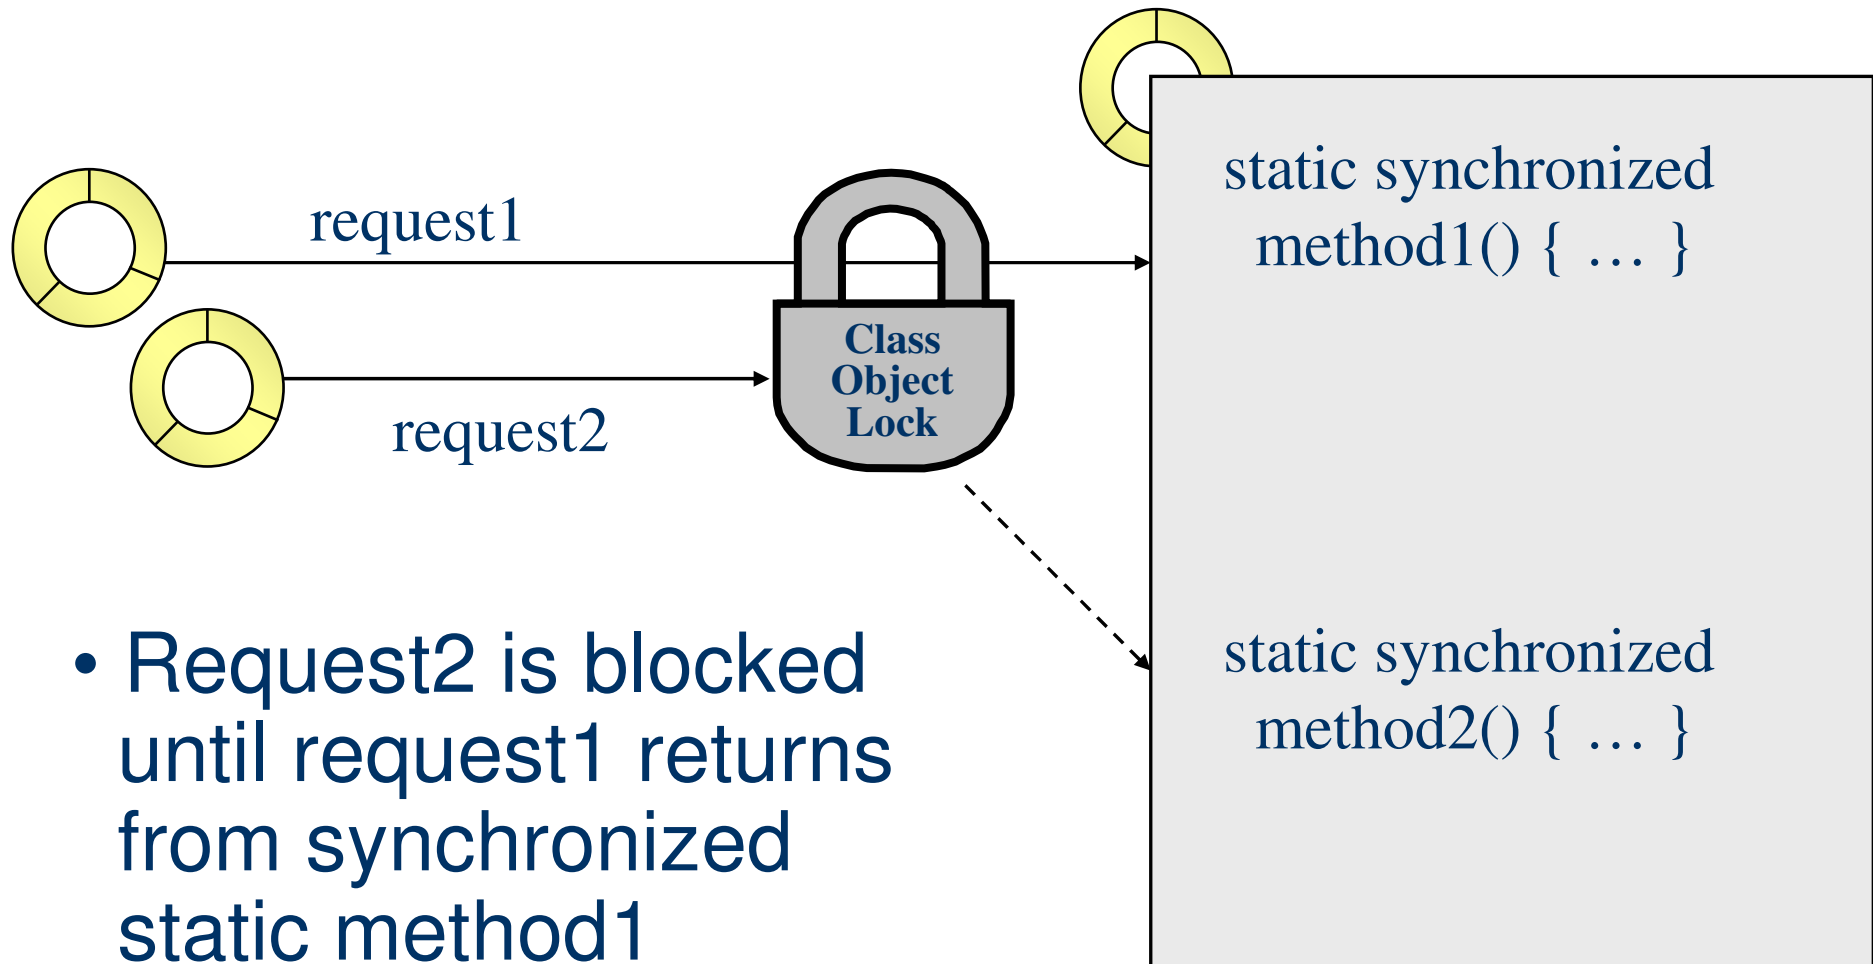 static synchronized
method1() { … }
request1
Class
Object
Lock
request2
static synchronized
method2() { … }
• Request2 is blocked
until request1 returns
from synchronized
static method1